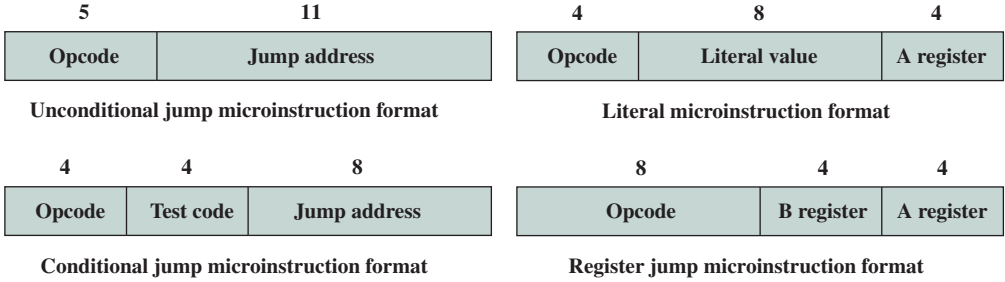 5 11
Opcode Jump address
Unconditional jump microinstruction format
4 8 4
Opcode Literal value A register
Literal microinstruction format
4 4 8
Opcode Test code Jump address
Conditional jump microinstruction format
8 4 4
Opcode B register A register
Register jump microinstruction format